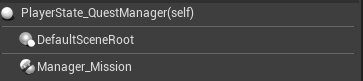 PlayerState_QuestManager(self)
DefaultSceneRoot
Manager_Mission